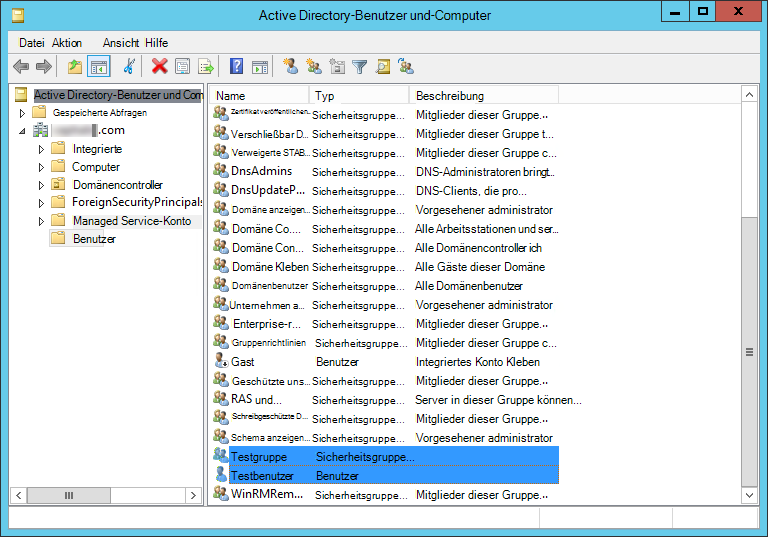 Active Directory-Benutzer und-Computer
Datei Aktion Ansicht Hilfe
Active Directory-Benutzer und Com
Gespeicherte Abfragen
.com
Integrierte
Computer
Domänencontroller
ForeignSecurityPrincipals
Managed Service-Konto
Benutzer
Name Typ Beschreibung
Zertifikatveröffentlichen... Sicherheitsgruppe... Mitglieder dieser Gruppe...
Verschließbar D... Sicherheitsgruppe... Mitglieder dieser Gruppe t...
Verweigerte STAB... Sicherheitsgruppe... Mitglieder dieser Gruppe c...
DnsAdmins Sicherheitsgruppe... DNS-Administratoren bringt...
DnsUpdateP... Sicherheitsgruppe... DNS-Clients, die pro...
Domäne anzeigen... Sicherheitsgruppe... Vorgesehener administrator
Domäne Co.... Sicherheitsgruppe... Alle Arbeitsstationen und ser...
Domäne Con... Sicherheitsgruppe... Alle Domänencontroller ich
Domäne Kleben Sicherheitsgruppe... Alle Gäste dieser Domäne
Domänenbenutzer Sicherheitsgruppe... Alle Domänenbenutzer
Unternehmen a... Sicherheitsgruppe... Vorgesehener administrator
Enterprise-r... Sicherheitsgruppe... Mitglieder dieser Gruppe...
Gruppenrichtlinien Sicherheitsgruppe... Mitglieder dieser Gruppe c...
Gast Benutzer Integriertes Konto Kleben
Geschützte uns... Sicherheitsgruppe... Mitglieder dieser Gruppe...
RAS und... Sicherheitsgruppe... Server in dieser Gruppe können...
Schreibgeschützte D... Sicherheitsgruppe... Mitglieder dieser Gruppe...
Schema anzeigen... Sicherheitsgruppe... Vorgesehener administrator
Testgruppe Sicherheitsgruppe...
Testbenutzer Benutzer
WinRMRem... Sicherheitsgruppe... Mitglieder dieser Gruppe...